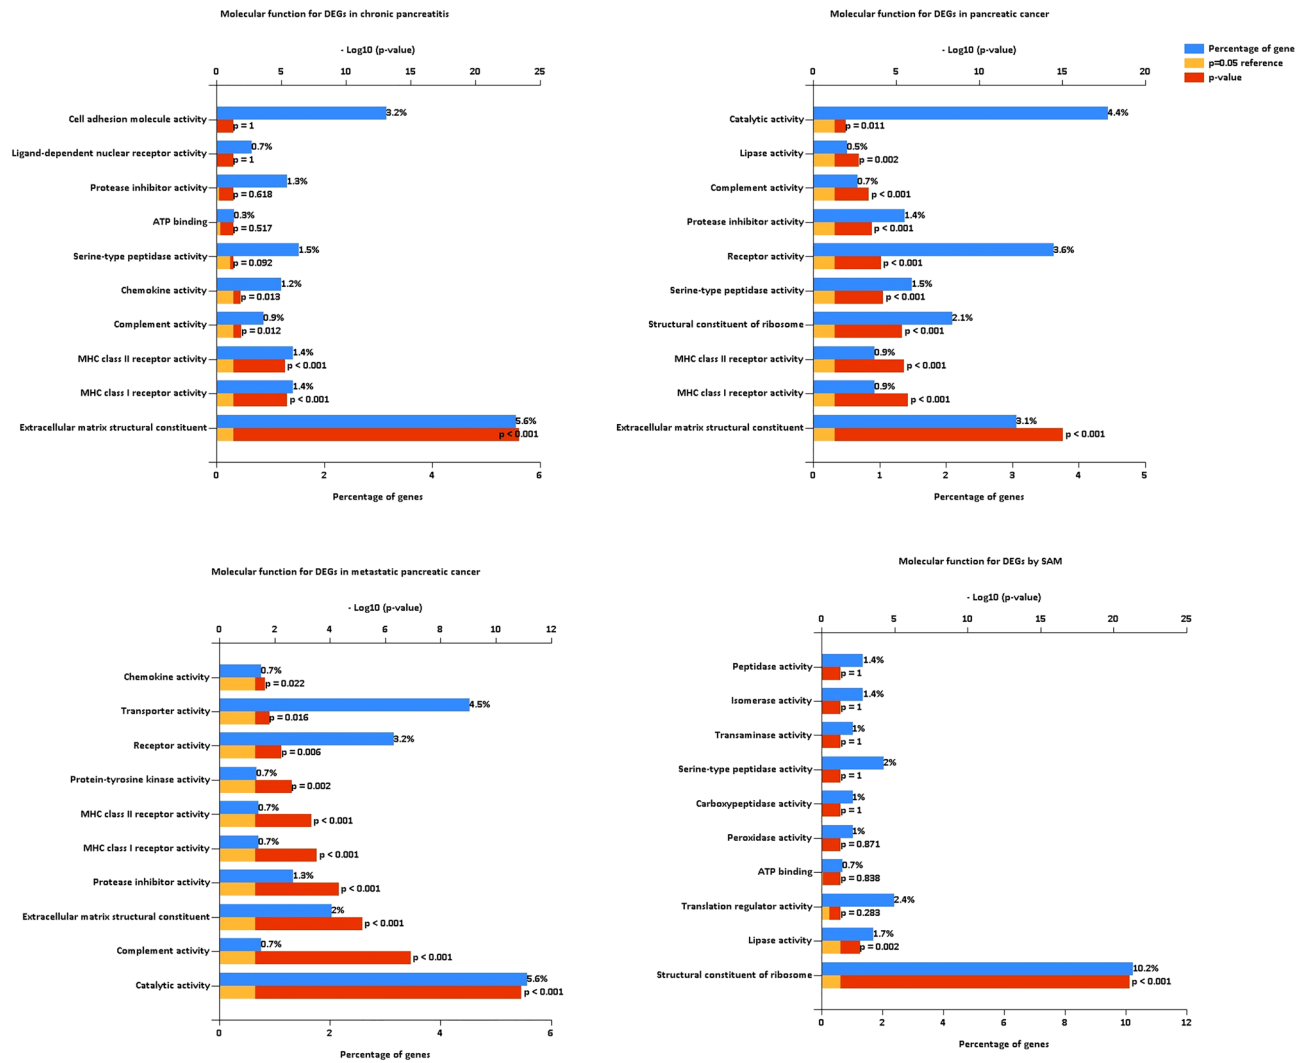 Molecular function for DEGs in chronic pancreatitis
- Log10 (p-value)
0 5 10 15 20 25
Cell adhesion molecule activity 3.2%
p = 1
Ligand-dependent nuclear receptor activity 0.7%
p = 1
Protease inhibitor activity 1.3%
p = 0.618
ATP binding 0.3%
p = 0.517
Serine-type peptidase activity 1.5%
p = 0.092
Chemokine activity 1.2%
p = 0.013
Complement activity 0.9%
p = 0.012
MHC class II receptor activity 1.4%
p < 0.001
MHC class I receptor activity 1.4%
p < 0.001
Extracellular matrix structural constituent 5.6%
p < 0.001
0 2 4 6
Percentage of genes
Molecular function for DEGs in pancreatic cancer
- Log10 (p-value)
0 5 10 15 20
Catalytic activity 4.4%
p = 0.011
Lipase activity 0.5%
p = 0.002
Complement activity 0.7%
p < 0.001
Protease inhibitor activity 1.4%
p < 0.001
Receptor activity 3.6%
p < 0.001
Serine-type peptidase activity 1.5%
p < 0.001
Structural constituent of ribosome 2.1%
p < 0.001
MHC class II receptor activity 0.9%
p < 0.001
MHC class I receptor activity 0.9%
p < 0.001
Extracellular matrix structural constituent 3.1%
p < 0.001
0 1 2 3 4 5
Percentage of genes
Percentage of gene
p=0.05 reference
p-value
Molecular function for DEGs in metastatic pancreatic cancer
- Log10 (p-value)
0 2 4 6 8 10 12
Chemokine activity 0.7%
p = 0.022
Transporter activity 4.5%
p = 0.016
Receptor activity 3.2%
p = 0.006
Protein-tyrosine kinase activity 0.7%
p = 0.002
MHC class II receptor activity 0.7%
p < 0.001
MHC class I receptor activity 0.7%
p < 0.001
Protease inhibitor activity 1.3%
p < 0.001
Extracellular matrix structural constituent 2%
p < 0.001
Complement activity 0.7%
p < 0.001
Catalytic activity 5.6%
p < 0.001
0 2 4 6
Percentage of genes
Molecular function for DEGs by SAM
- Log10 (p-value)
0 5 10 15 20 25
Peptidase activity 1.4%
p = 1
Isomerase activity 1.4%
p = 1
Transaminase activity 1%
p = 1
Serine-type peptidase activity 2%
p = 1
Carboxypeptidase activity 1%
p = 1
Peroxidase activity 1%
p = 0.871
ATP binding 0.7%
p = 0.838
Translation regulator activity 2.4%
p = 0.283
Lipase activity 1.7%
p = 0.002
Structural constituent of ribosome 10.2%
p < 0.001
0 2 4 6 8 10 12
Percentage of genes